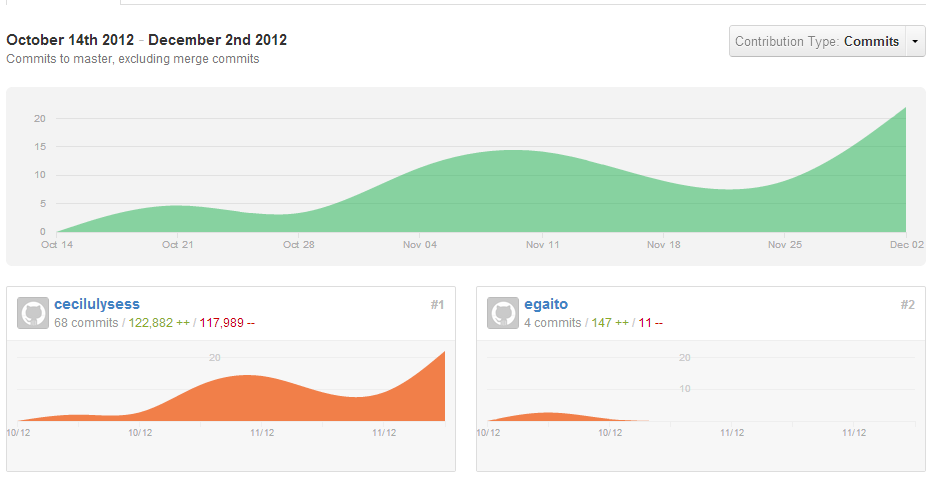 October 14th 2012 - December 2nd 2012
Commits to master, excluding merge commits
Contribution Type: Commits
20
15
10
5
0
Oct 14 Oct 21 Oct 28 Nov 04 Nov 11 Nov 18 Nov 25 Dec 02
cecilulysess #1
68 commits / 122,882 ++ / 117,989 --
20
10/12 10/12 11/12 11/12
egaito #2
4 commits / 147 ++ / 11 --
20
10
10/12 10/12 11/12 11/12